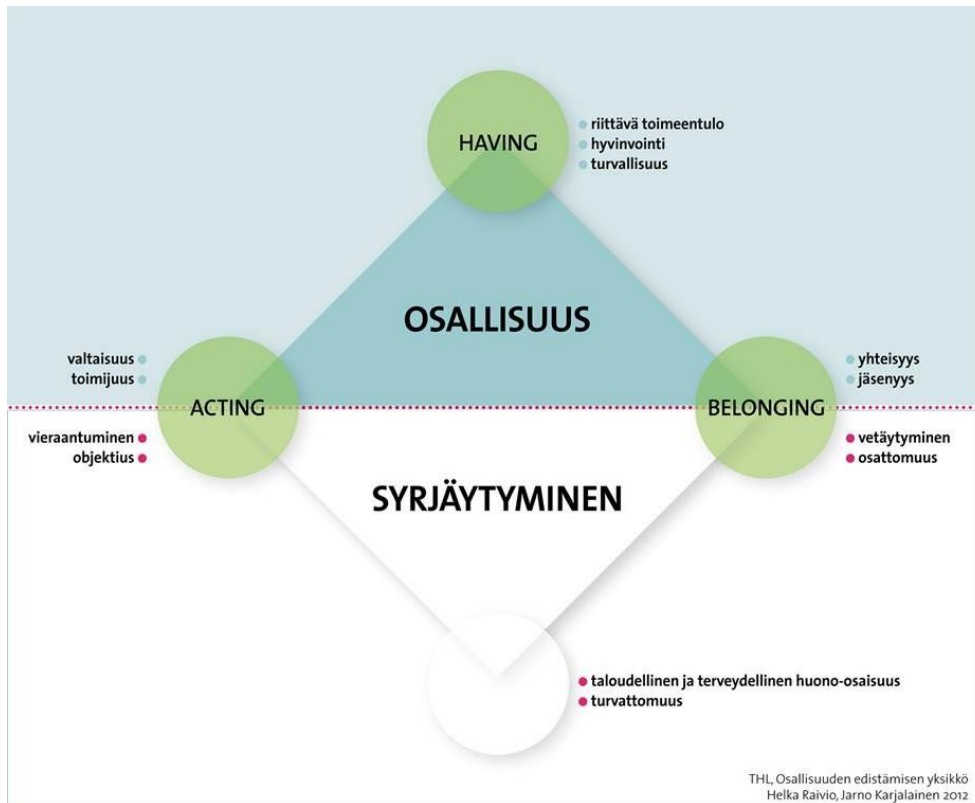 HAVING
riittävä toimeentulo
hyvinvointi
turvallisuus
OSALLISUUS
valtaisuus
toimijuus
yhteisyys
jäsenyys
ACTING
BELONGING
vieraantuminen
objektius
vetäytyminen
osattomuus
SYRJÄYTYMINEN
taloudellinen ja terveydellinen huono-osaisuus
turvattomuus
THL, Osallisuuden edistämisen yksikkö
Helka Raivio, Jarno Karjalainen 2012